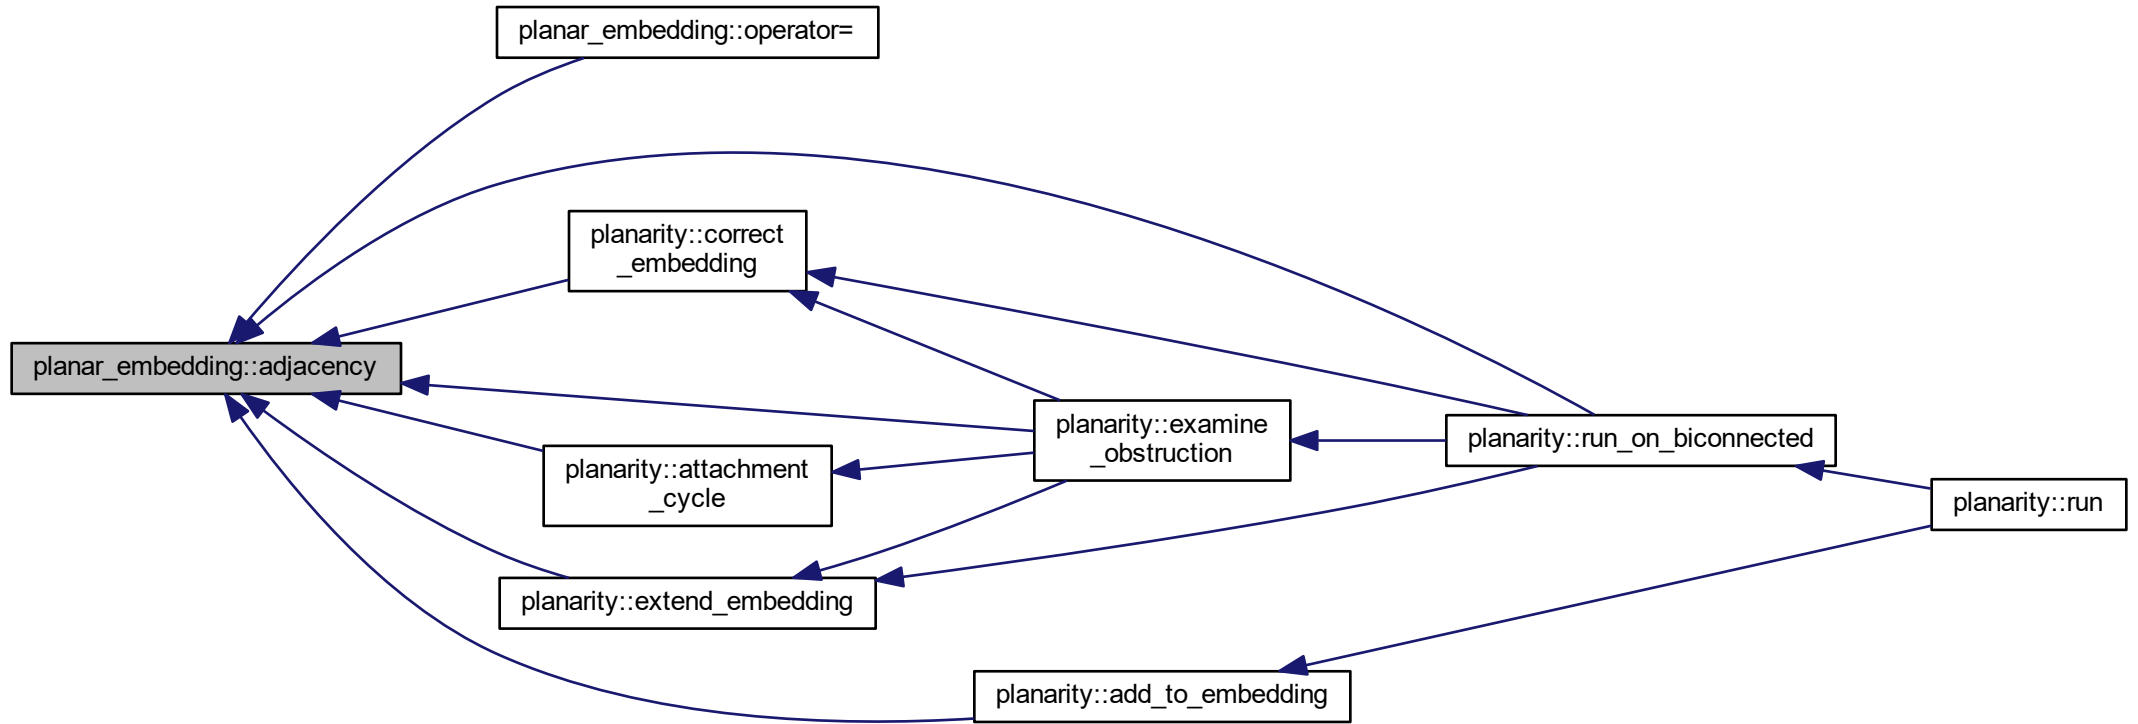 planar_embedding::operator=
planarity::correct
_embedding
planar_embedding::adjacency
planarity::examine
_obstruction
planarity::run_on_biconnected
planarity::attachment
_cycle
planarity::run
planarity::extend_embedding
planarity::add_to_embedding